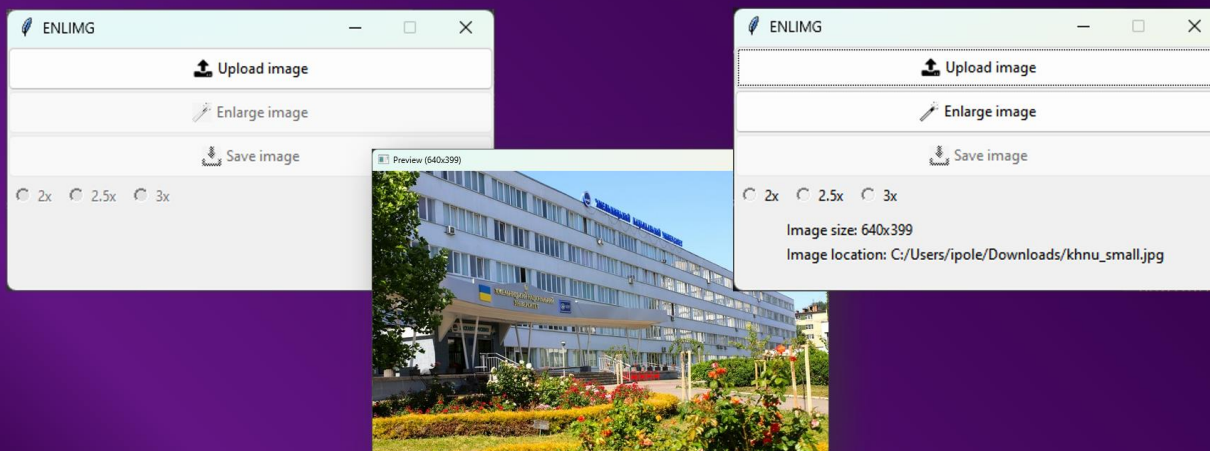 ENLIMG
Upload image
Enlarge image
Save image
2x 2.5x 3x
Preview (640x399)
ENLIMG
Upload image
Enlarge image
Save image
2x 2.5x 3x
Image size: 640x399
Image location: C:/Users/ipole/Downloads/khnu_small.jpg